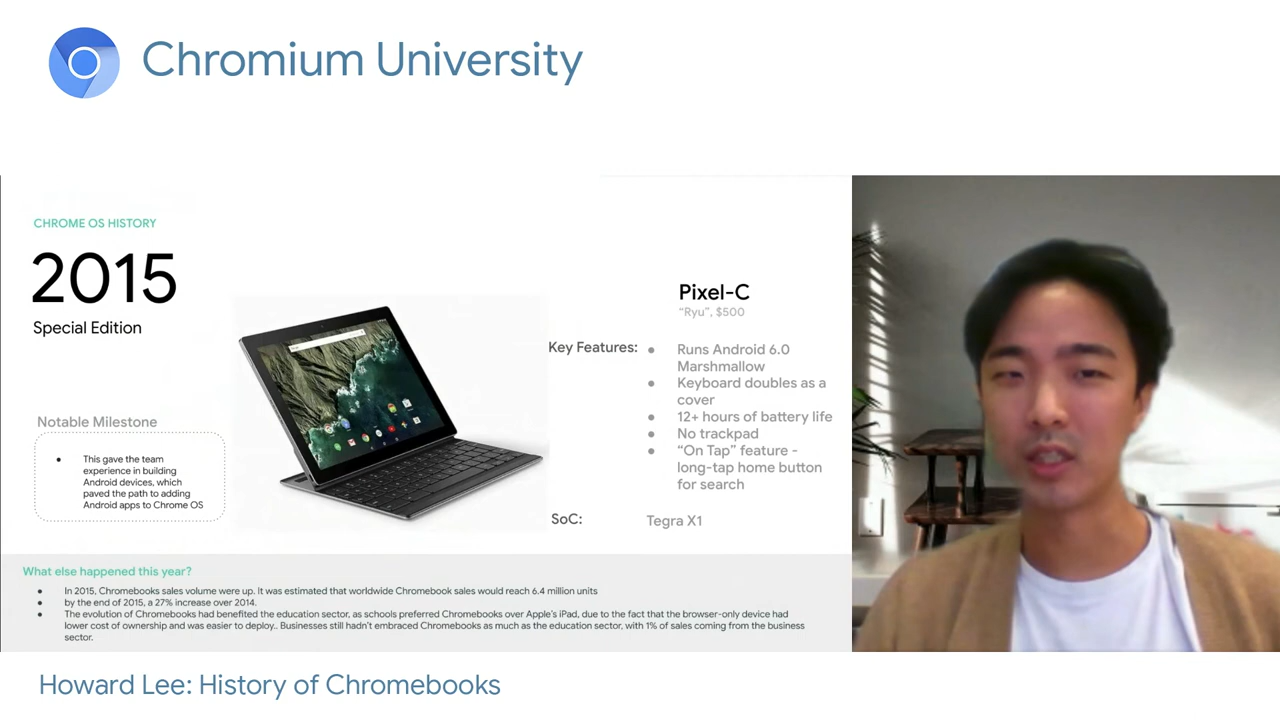 Chromium University
CHROME OS HISTORY
2015
Special Edition
Notable Milestone
• This gave the team
experience in building
Android devices, which
paved the path to adding
Android apps to Chrome OS
Pixel-C
"Ryu", $500
Key Features:
• Runs Android 6.0
Marshmallow
• Keyboard doubles as a
cover
• 12+ hours of battery life
• No trackpad
• "On Tap" feature -
long-tap home button
for search
SoC:
Tegra X1
What else happened this year?
• In 2015, Chromebooks sales volume were up. It was estimated that worldwide Chromebook sales would reach 6.4 million units
• by the end of 2015, a 27% increase over 2014.
• The evolution of Chromebooks had benefited the education sector, as schools preferred Chromebooks over Apple's iPad, due to the fact that the browser-only device had
lower cost of ownership and was easier to deploy.. Businesses still hadn't embraced Chromebooks as much as the education sector, with 1% of sales coming from the business
sector.
Howard Lee: History of Chromebooks